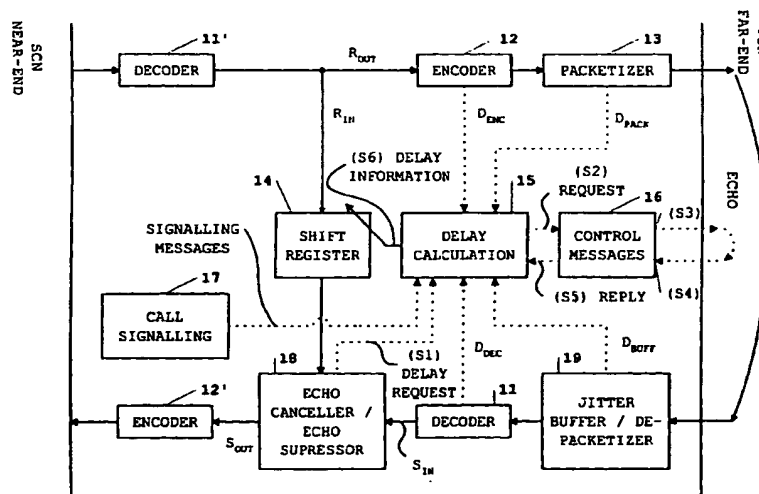 SCN
NEAR-END
FAR-END
11'
DECODER
R_OUT
12
ENCODER
13
PACKETIZER
R_IN
D_ENC
D_PACK
ECHO
(S6) DELAY
INFORMATION
14
SHIFT
REGISTER
15
DELAY
CALCULATION
(S2)
REQUEST
16
CONTROL
MESSAGES
(S3)
(S4)
(S5) REPLY
SIGNALLING
MESSAGES
17
CALL
SIGNALLING
(S1)
DELAY
REQUEST
D_DEC
D_BUFF
12'
ENCODER
S_OUT
18
ECHO
CANCELLER /
ECHO
SUPRESSOR
S_IN
11
DECODER
19
JITTER
BUFFER / DE-
PACKETIZER